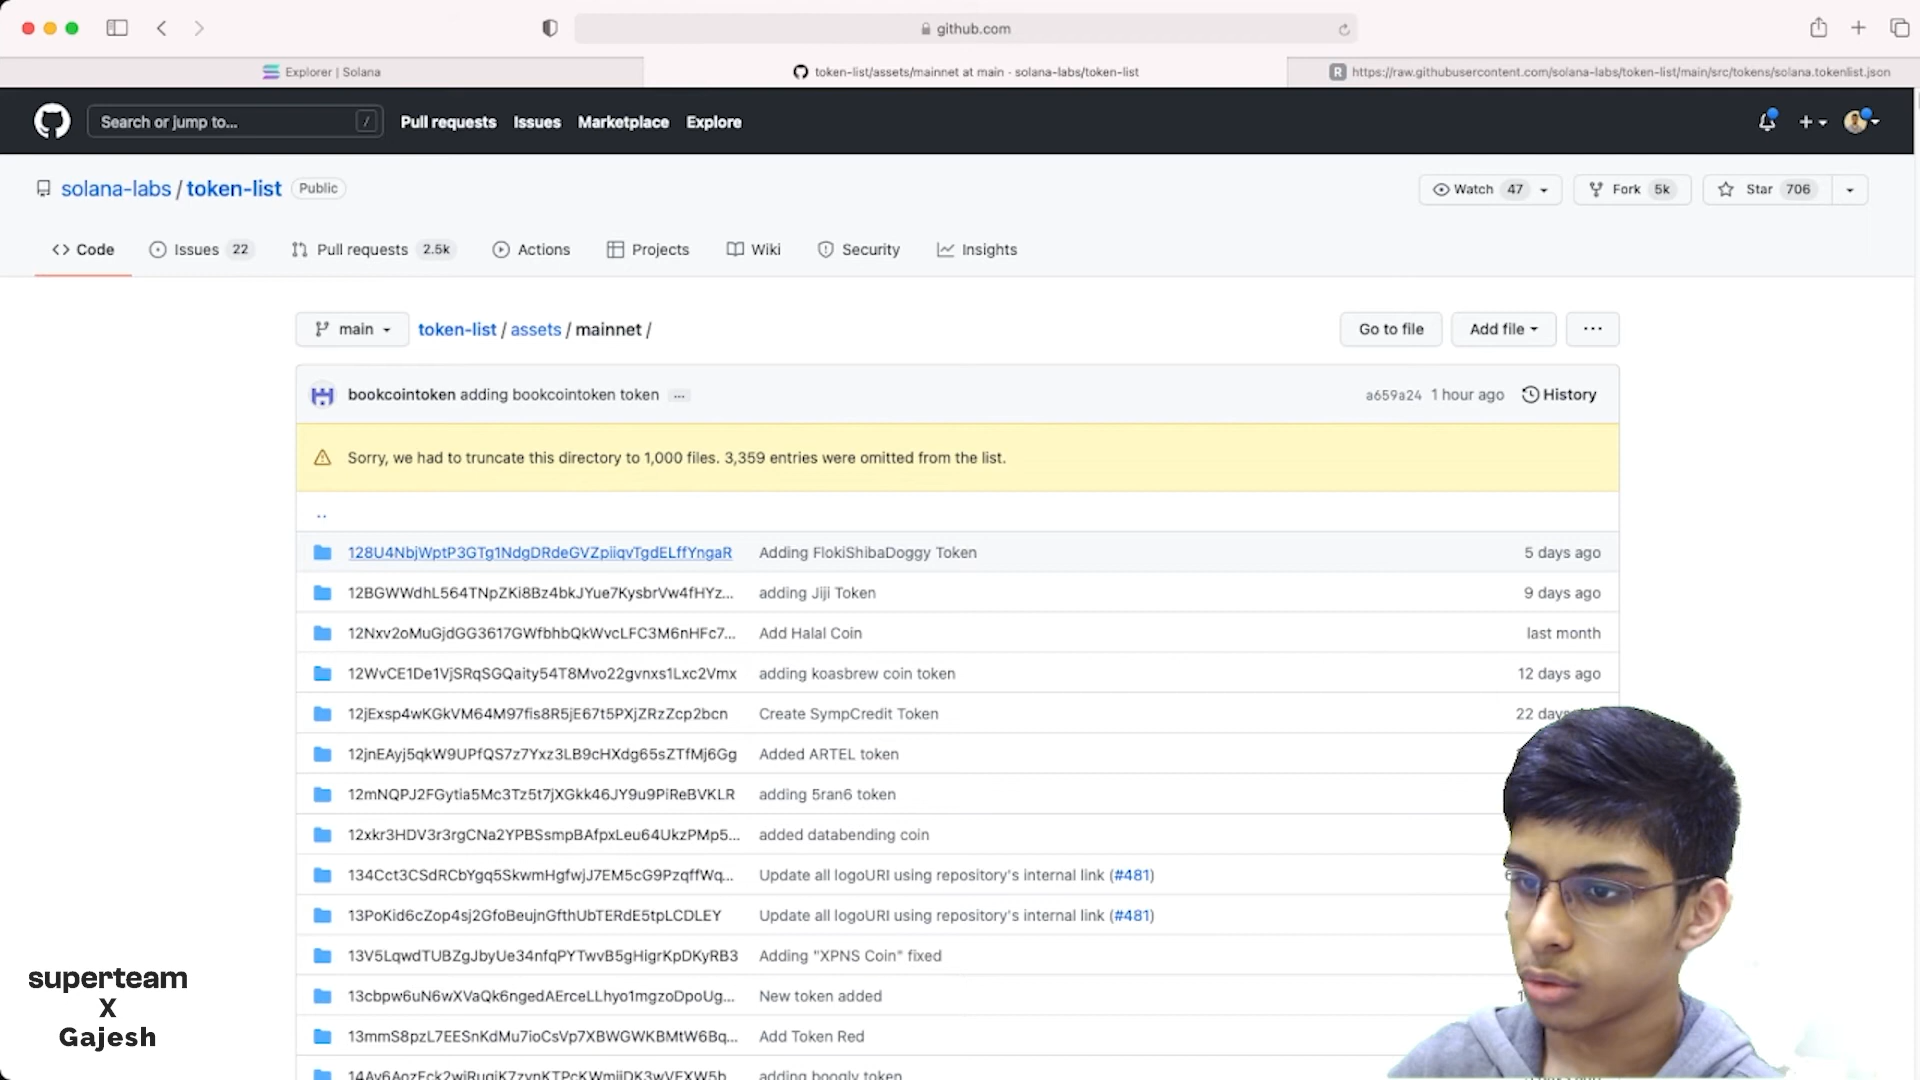 github.com
Explorer | Solana
token-list/assets/mainnet at main · solana-labs/token-list
R https://raw.githubusercontent.com/solana-labs/token-list/main/src/tokens/solana.tokenlist.json
Search or jump to... /
Pull requests Issues Marketplace Explore
solana-labs / token-list Public
Watch 47
Fork 5k
Star 706
<> Code
Issues 22
Pull requests 2.5k
Actions
Projects
Wiki
Security
Insights
main
token-list / assets / mainnet /
Go to file
Add file
...
bookcointoken adding bookcointoken token ...
a659a24 1 hour ago History
Sorry, we had to truncate this directory to 1,000 files. 3,359 entries were omitted from the list.
..
128U4NbjWptP3GTg1NdgDRdeGVZpiiqvTgdELffYngaR Adding FlokiShibaDoggy Token 5 days ago
12BGWWdhL564TNpZKi8Bz4bkJYue7KysbrVw4fHYz... adding Jiji Token 9 days ago
12Nxv2oMuGjdGG3617GWfbhbQkWvcLFC3M6nHFc7... Add Halal Coin last month
12WvCE1De1VjSRqSGQaity54T8Mvo22gvnxs1Lxc2Vmx adding koasbrew coin token 12 days ago
12jExsp4wKGkVM64M97fis8R5jE67t5PXjZRzZcp2bcn Create SympCredit Token 22 days
12jnEAyj5qkW9UPfQS7z7Yxz3LB9cHXdg65sZTfMj6Gg Added ARTEL token
12mNQPJ2FGytia5Mc3Tz5t7jXGkk46JY9u9PiReBVKLR adding 5ran6 token
12xkr3HDV3r3rgCNa2YPBSsmpBAfpxLeu64UkzPMp5... added databending coin
134Cct3CSdRCbYgq5SkwmHgfwjJ7EM5cG9PzqffWq... Update all logoURI using repository's internal link (#481)
13PoKid6cZop4sj2GfoBeujnGfthUbTERdE5tpLCDLEY Update all logoURI using repository's internal link (#481)
13V5LqwdTUBZgJbyUe34nfqPYTwvB5gHigrKpDKyRB3 Adding "XPNS Coin" fixed
13cbpw6uN6wXVaQk6ngedAErceLLhyo1mgzoDpoUg... New token added
13mmS8pzL7EESnKdMu7ioCsVp7XBWGWKBMtW6Bq... Add Token Red
adding boogly token
superteam
X
Gajesh